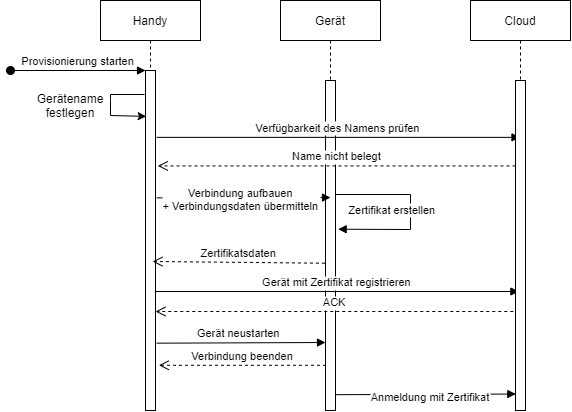 Handy
Gerät
Cloud
Provisionierung starten
Gerätename
festlegen
Verfügbarkeit des Namens prüfen
Name nicht belegt
Verbindung aufbauen
+ Verbindungsdaten übermitteln
Zertifikat erstellen
Zertifikatsdaten
Gerät mit Zertifikat registrieren
ACK
Gerät neustarten
Verbindung beenden
Anmeldung mit Zertifikat